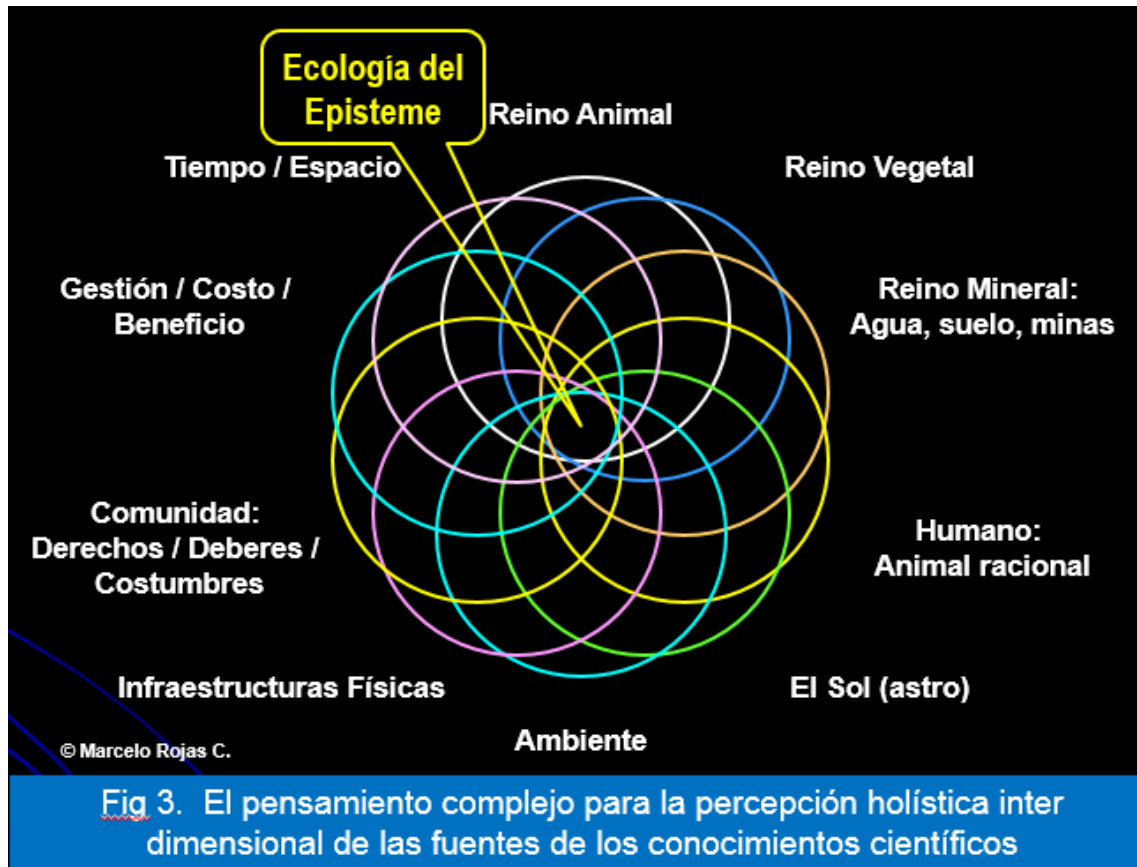 Ecología del
Episteme
Reino Animal
Tiempo / Espacio
Reino Vegetal
Gestión / Costo /
Beneficio
Reino Mineral:
Agua, suelo, minas
Comunidad:
Derechos / Deberes /
Costumbres
Humano:
Animal racional
Infraestructuras Físicas
El Sol (astro)
Ambiente
© Marcelo Rojas C.
Fig 3. El pensamiento complejo para la percepción holística inter
dimensional de las fuentes de los conocimientos científicos